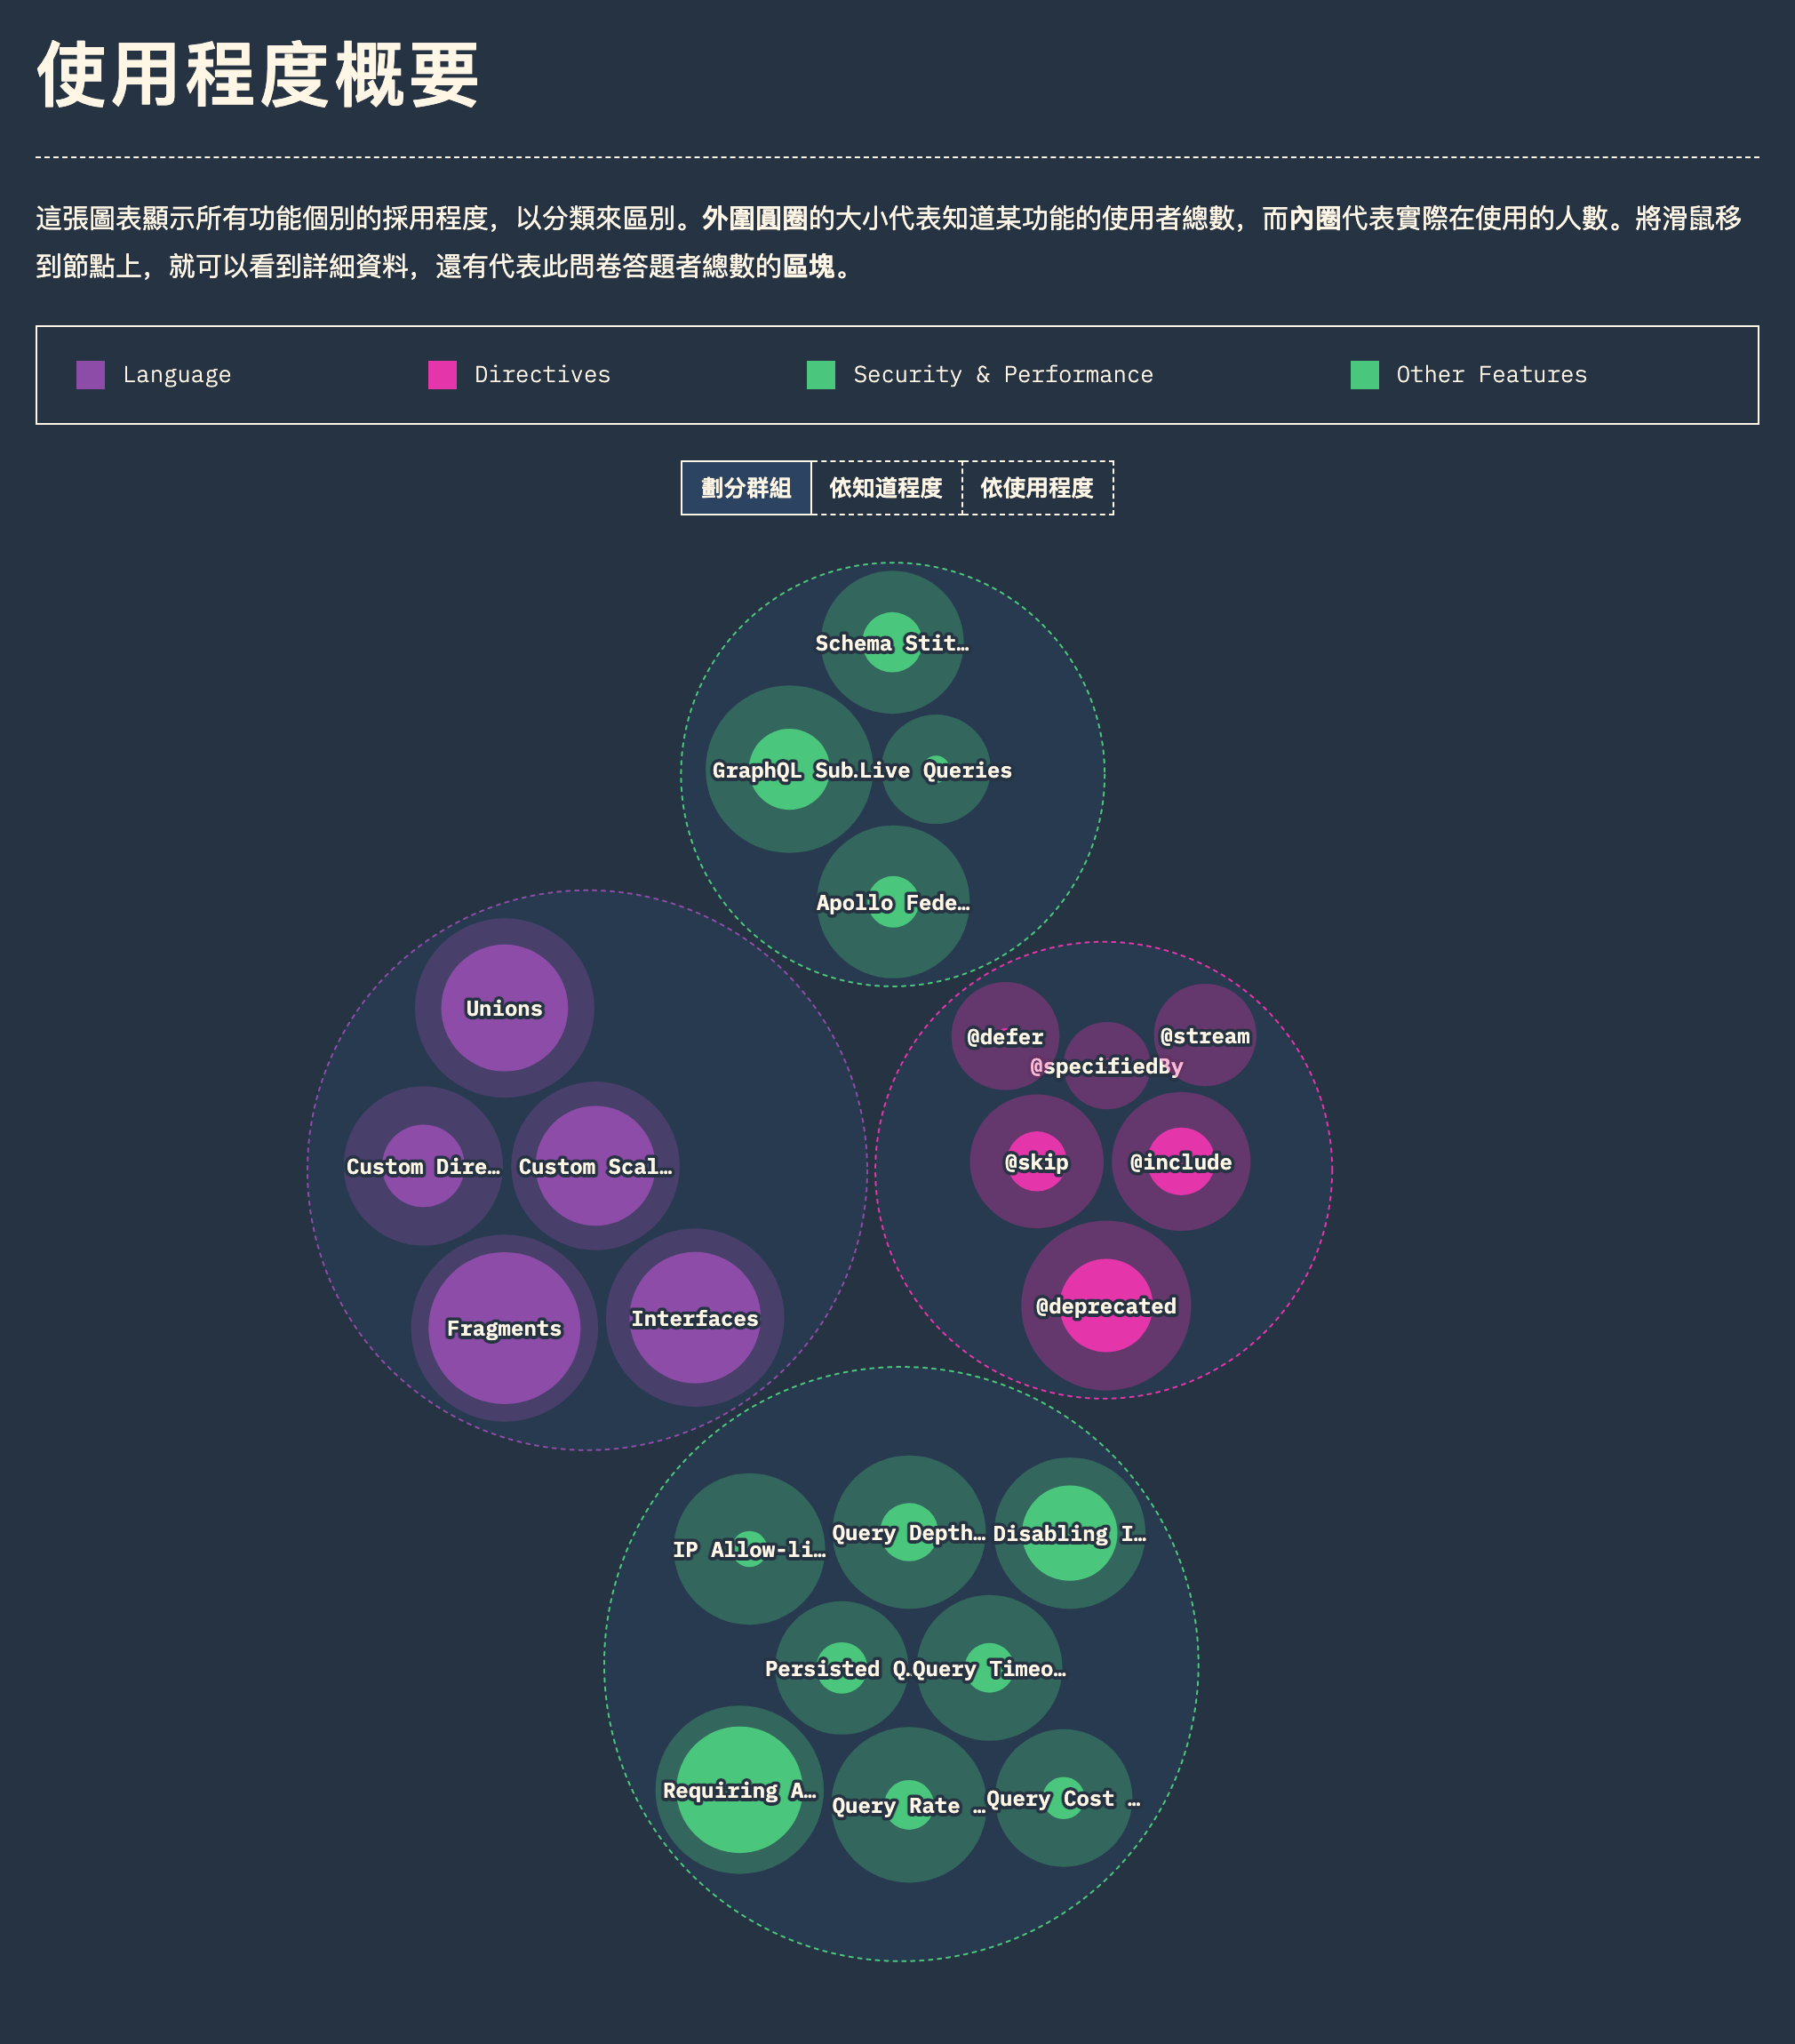 使用程度概要
這張圖表顯示所有功能個別的採用程度，以分類來區別。外圍圓圈的大小代表知道某功能的使用者總數，而內圈代表實際在使用的人數。將滑鼠移
到節點上，就可以看到詳細資料，還有代表此問卷答題者總數的區塊。
Language
Directives
Security & Performance
Other Features
劃分群組
依知道程度
依使用程度
Schema Stit…
GraphQL Sub…
Live Queries
Apollo Fede…
Unions
Custom Dire…
Custom Scal…
Fragments
Interfaces
@defer
@specifiedBy
@stream
@skip
@include
@deprecated
IP Allow-li…
Query Depth…
Disabling I…
Persisted Q…
Query Timeo…
Requiring A…
Query Rate …
Query Cost …